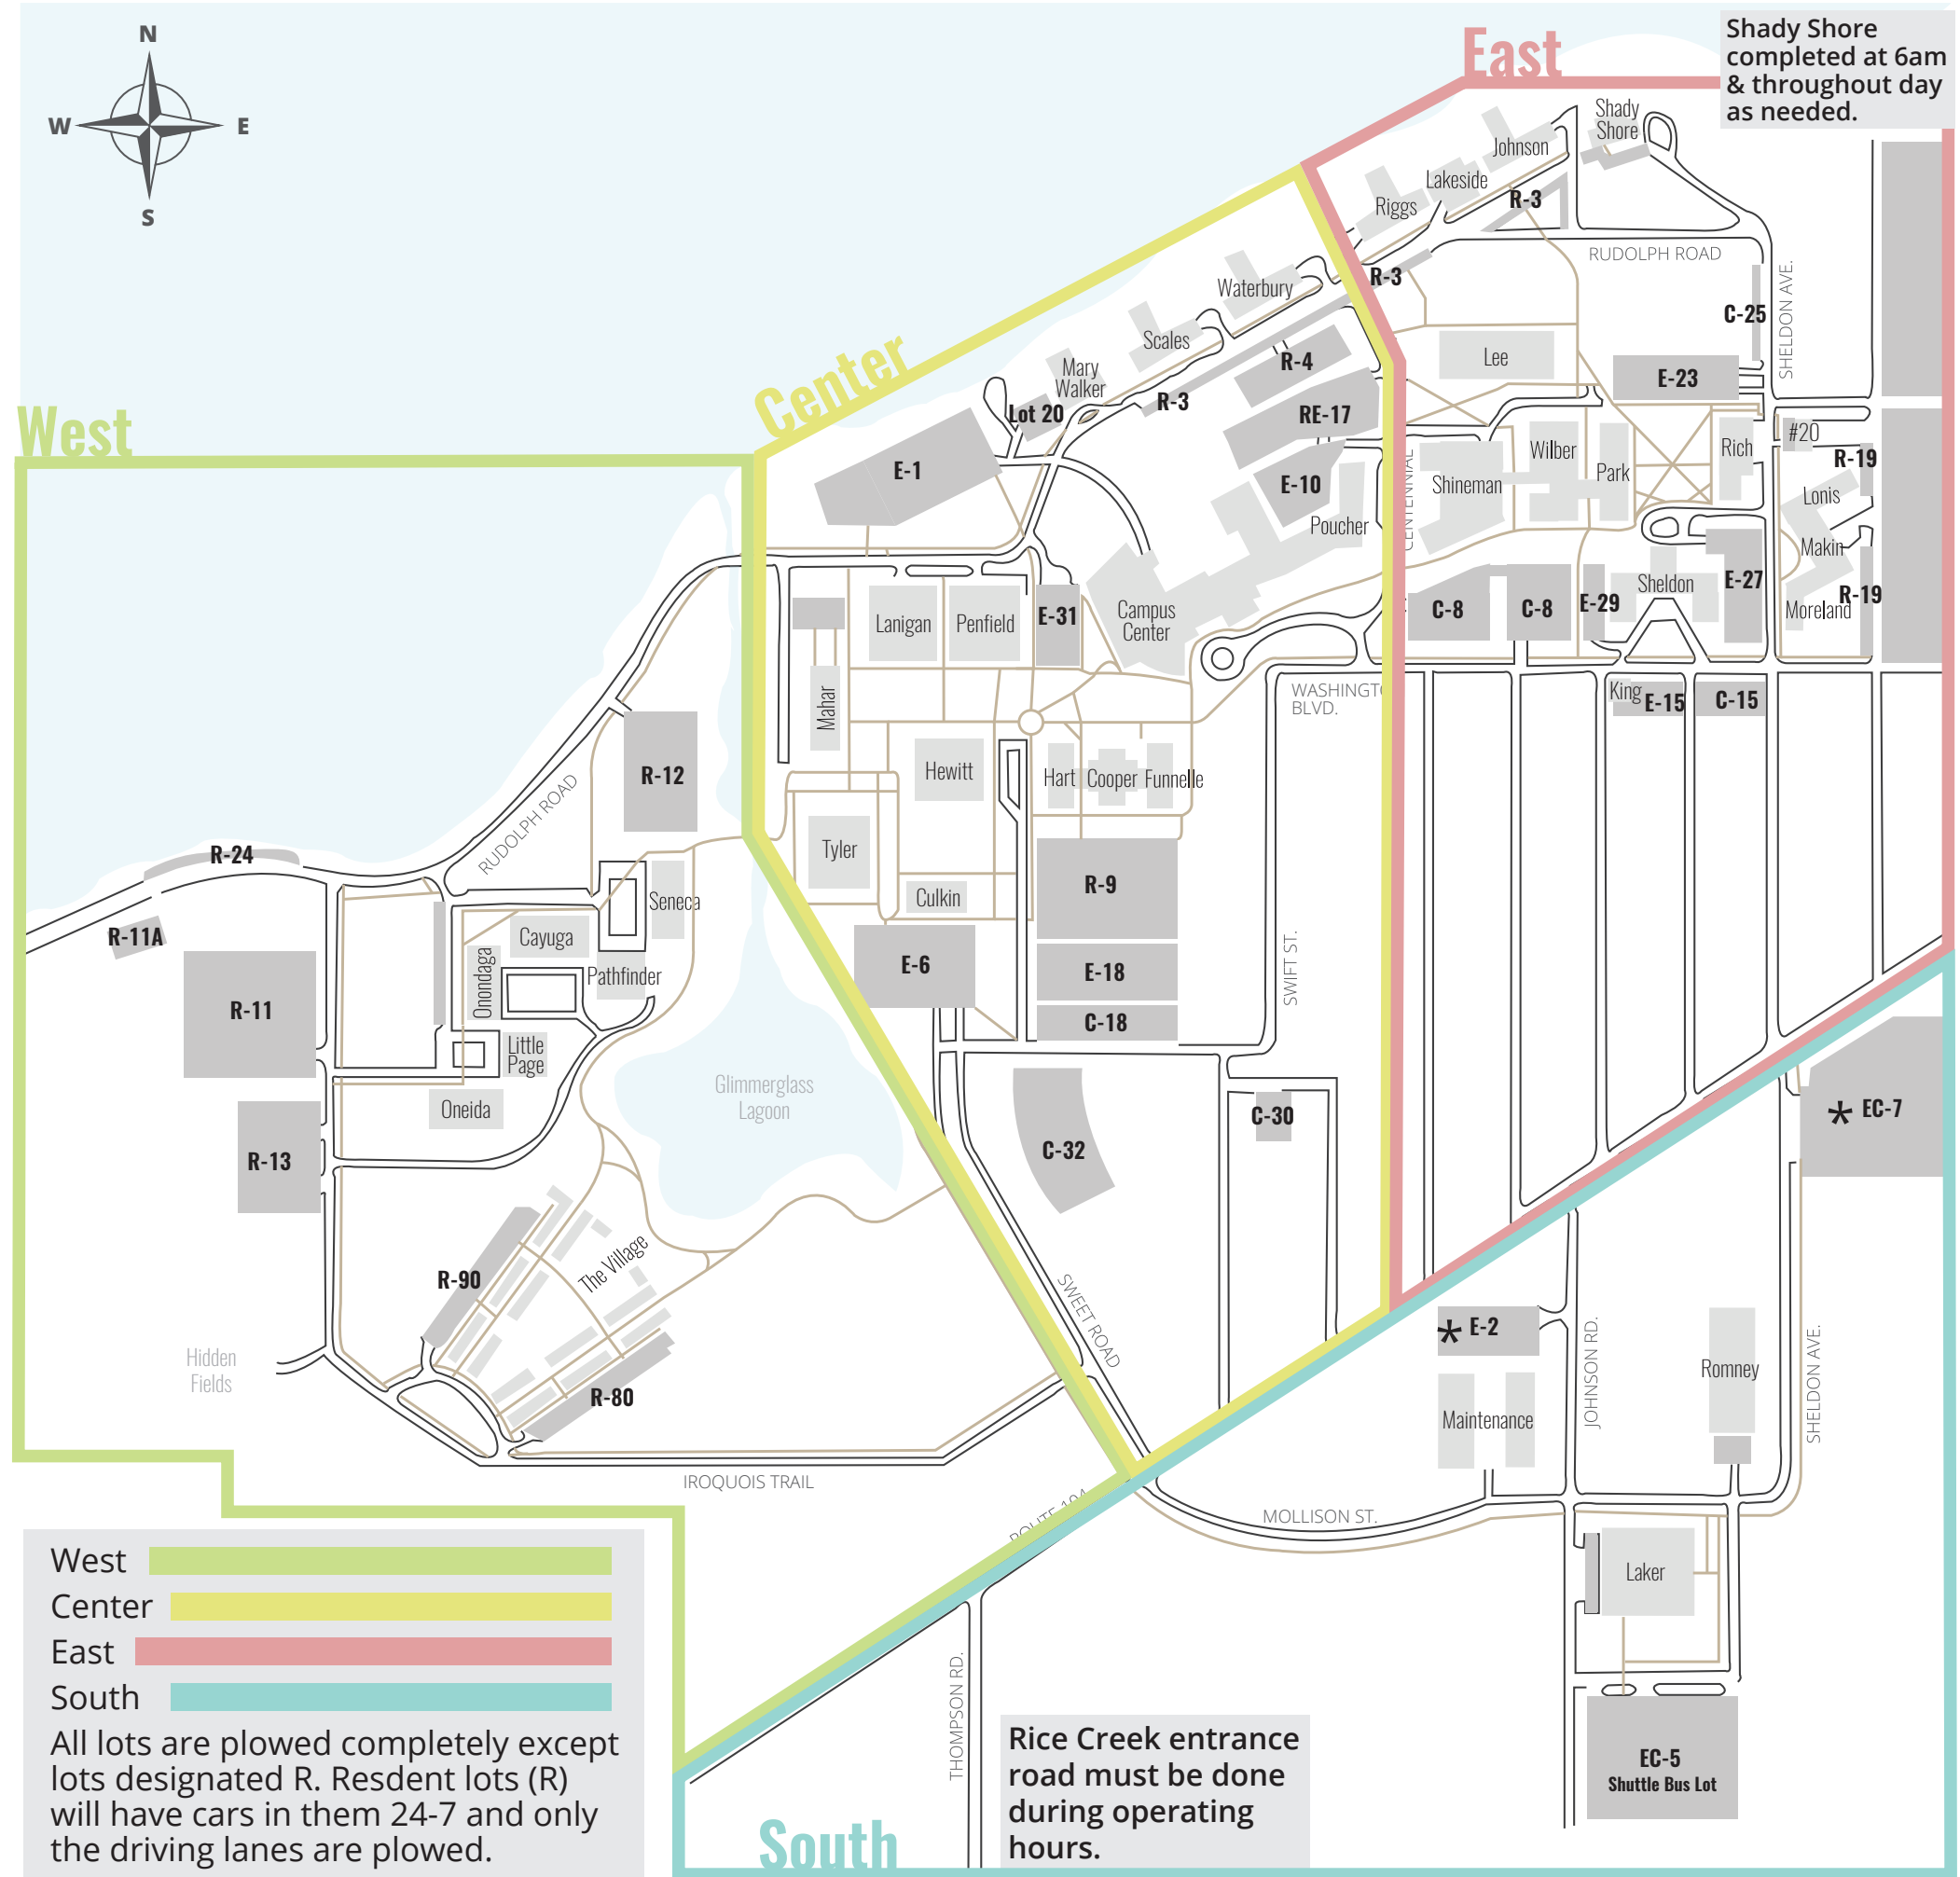 N
W
E
S
East
Shady Shore
completed at 6am
& throughout day
as needed.
Shady
Shore
Johnson
Lakeside
R-3
Riggs
RUDOLPH ROAD
R-3
Waterbury
SHELDON AVE.
C-25
Scales
Center
Mary
Walker
R-4
Lee
E-23
Lot 20
R-3
RE-17
West
#20
E-1
Wilber
Rich
R-19
E-10
Shineman
Park
Lonis
Poucher
CENTENNIAL
Makin
Sheldon
E-27
R-19
Lanigan
Penfield
E-31
Campus
Center
C-8
C-8
E-29
Moreland
Mahar
WASHINGT
BLVD.
King
E-15
C-15
R-12
Hewitt
Hart
Cooper
Funnelle
RUDOLPH ROAD
Tyler
R-24
R-9
Culkin
Seneca
R-11A
Cayuga
Onondaga
Pathfinder
E-6
E-18
SWIFT ST.
R-11
C-18
Little
Page
Glimmerglass
Lagoon
Oneida
C-30
EC-7
*
C-32
R-13
The Village
R-90
SWEET ROAD
* E-2
JOHNSON RD.
Romney
SHELDON AVE.
Hidden
Fields
R-80
Maintenance
IROQUOIS TRAIL
ROUTE 104
MOLLISON ST.
West
Center
East
South
All lots are plowed completely except
lots designated R. Resdent lots (R)
will have cars in them 24-7 and only
the driving lanes are plowed.
Laker
THOMPSON RD.
Rice Creek entrance
road must be done
during operating
hours.
EC-5
Shuttle Bus Lot
South